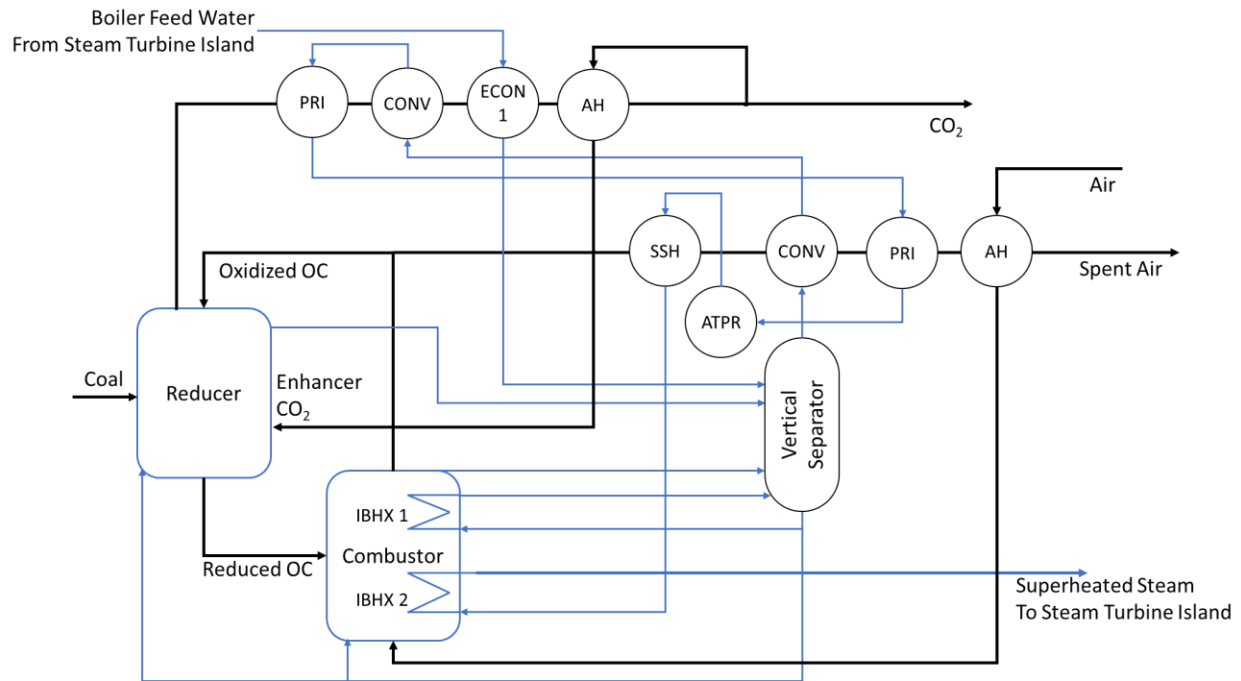 Boiler Feed Water
From Steam Turbine Island
PRI
CONV
ECON
1
AH
CO₂
Air
SSH
CONV
PRI
AH
Oxidized OC
Spent Air
ATPR
Coal
Reducer
Enhancer
CO₂
Vertical
Separator
IBHX 1
Combustor
Reduced OC
IBHX 2
Superheated Steam
To Steam Turbine Island